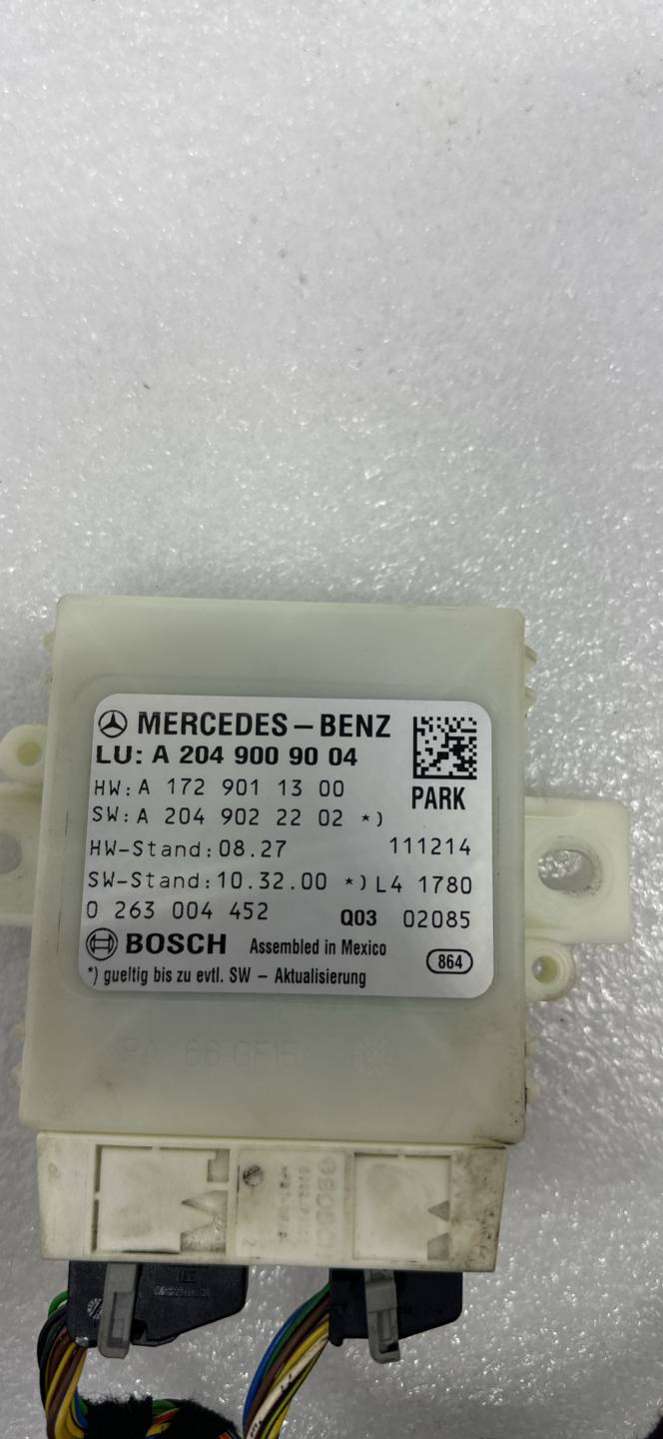 MERCEDES-BENZ
LU: A 204 900 90 04
HW: A 172 901 13 00
PARK
SW: A 204 902 22 02 *)
HW-Stand: 08.27 111214
SW-Stand: 10.32.00 *) L4 1780
0 263 004 452 Q03 02085
BOSCH Assembled in Mexico 864
*) gueltig bis zu evtl. SW - Aktualisierung